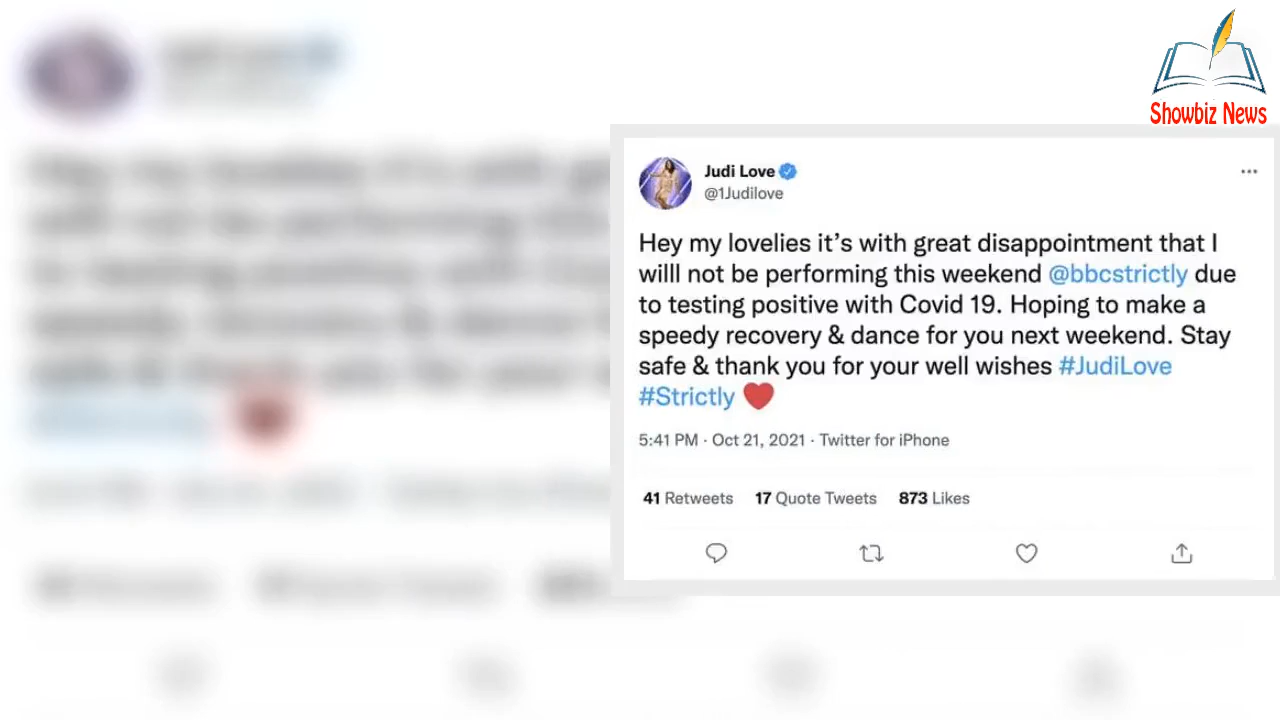 Showbiz News
Judi Love
@1Judilove
Hey my lovelies it’s with great disappointment that I
willl not be performing this weekend @bbcstrictly due
to testing positive with Covid 19. Hoping to make a
speedy recovery & dance for you next weekend. Stay
safe & thank you for your well wishes #JudiLove
#Strictly ❤️
5:41 PM · Oct 21, 2021 · Twitter for iPhone
41 Retweets 17 Quote Tweets 873 Likes